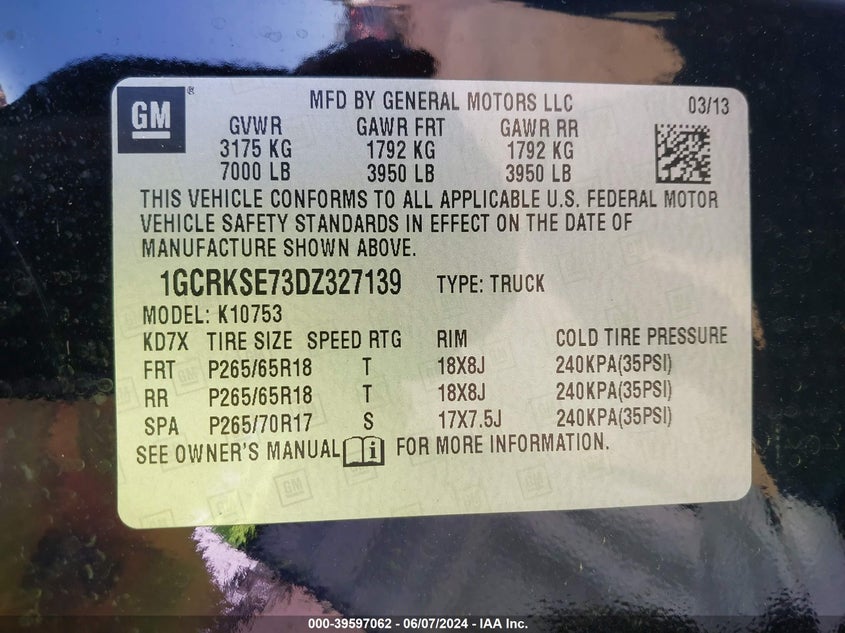 GM ®
MFD BY GENERAL MOTORS LLC 03/13
GVWR GAWR FRT GAWR RR
3175 KG 1792 KG 1792 KG
7000 LB 3950 LB 3950 LB
THIS VEHICLE CONFORMS TO ALL APPLICABLE U.S. FEDERAL MOTOR
VEHICLE SAFETY STANDARDS IN EFFECT ON THE DATE OF
MANUFACTURE SHOWN ABOVE.
1GCRKSE73DZ327139 TYPE: TRUCK
MODEL: K10753
KD7X TIRE SIZE SPEED RTG RIM COLD TIRE PRESSURE
FRT P265/65R18 T 18X8J 240KPA(35PSI)
RR P265/65R18 T 18X8J 240KPA(35PSI)
SPA P265/70R17 S 17X7.5J 240KPA(35PSI)
SEE OWNER'S MANUAL i FOR MORE INFORMATION.
000-39597062 - 06/07/2024 - IAA Inc.